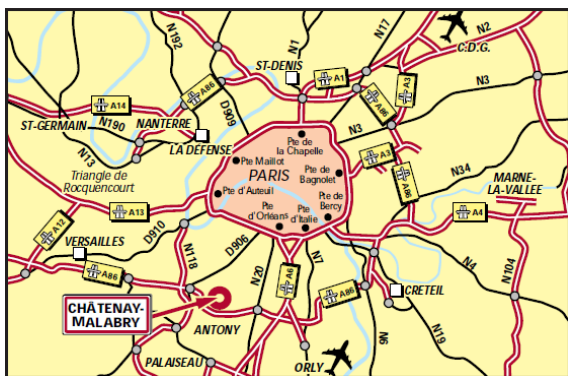 N192
N1
N17
N2
C.D.G.
ST-DENIS
A1
A86
A3
A86
N3
A14
D909
ST-GERMAIN
N190
NANTERRE
LA DÉFENSE
N13
Pte de
la Chapelle
N3
A3
N34
Triangle de
Rocquencourt
Pte Maillot
PARIS
Pte de
Bagnolet
A86
MARNE-
LA-VALLEE
Pte d'Auteuil
Pte
d'Orléans
Pte
d'Italie
Pte de
Bercy
A13
A4
A12
VERSAILLES
D910
N118
D906
A86
N20
A6
N7
A86
CRETEIL
N4
N104
CHÂTENAY-
MALABRY
ANTONY
PALAISEAU
ORLY
N6
N19